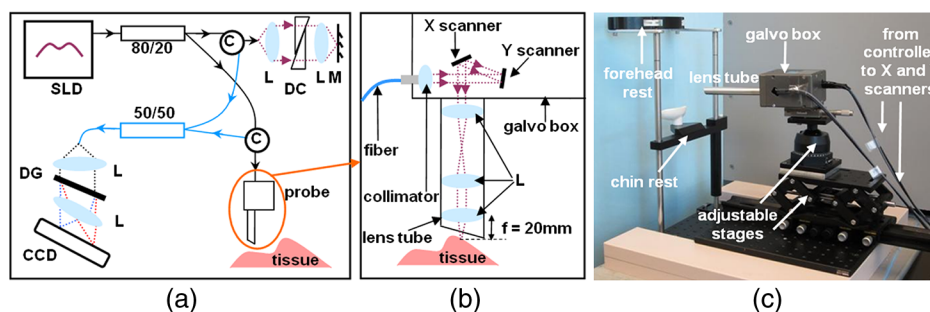 SLD
80/20
C
L
DC
L M
50/50
C
DG
L
L
CCD
probe
tissue
(a)
X scanner
Y scanner
galvo box
fiber
collimator
L
lens tube
f = 20mm
tissue
(b)
galvo box
from controller
to X and
scanners
forehead
rest
lens tube
chin rest
adjustable
stages
(c)